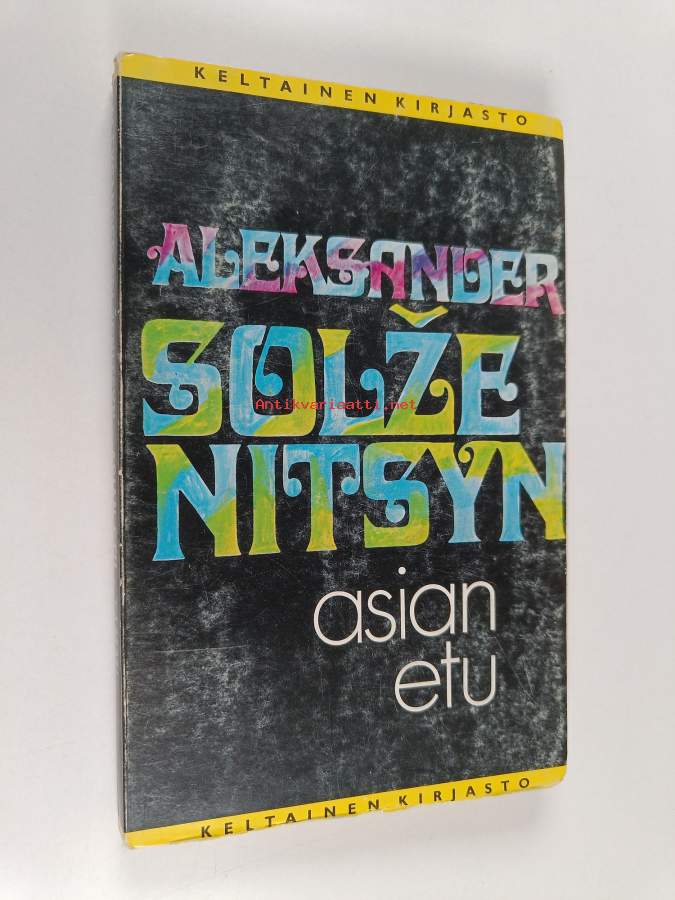 KELTAINEN KIRJASTO
ALEKSANDER
SOLŽE
Antikvariaatti.net
NITSYN
asian
etu
KELTAINEN KIRJASTO